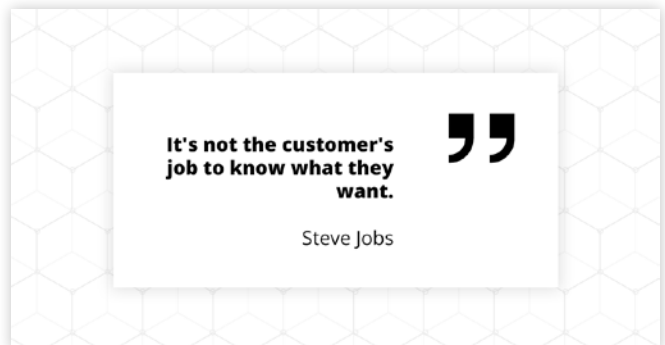 It's not the customer's
job to know what they
want.
Steve Jobs